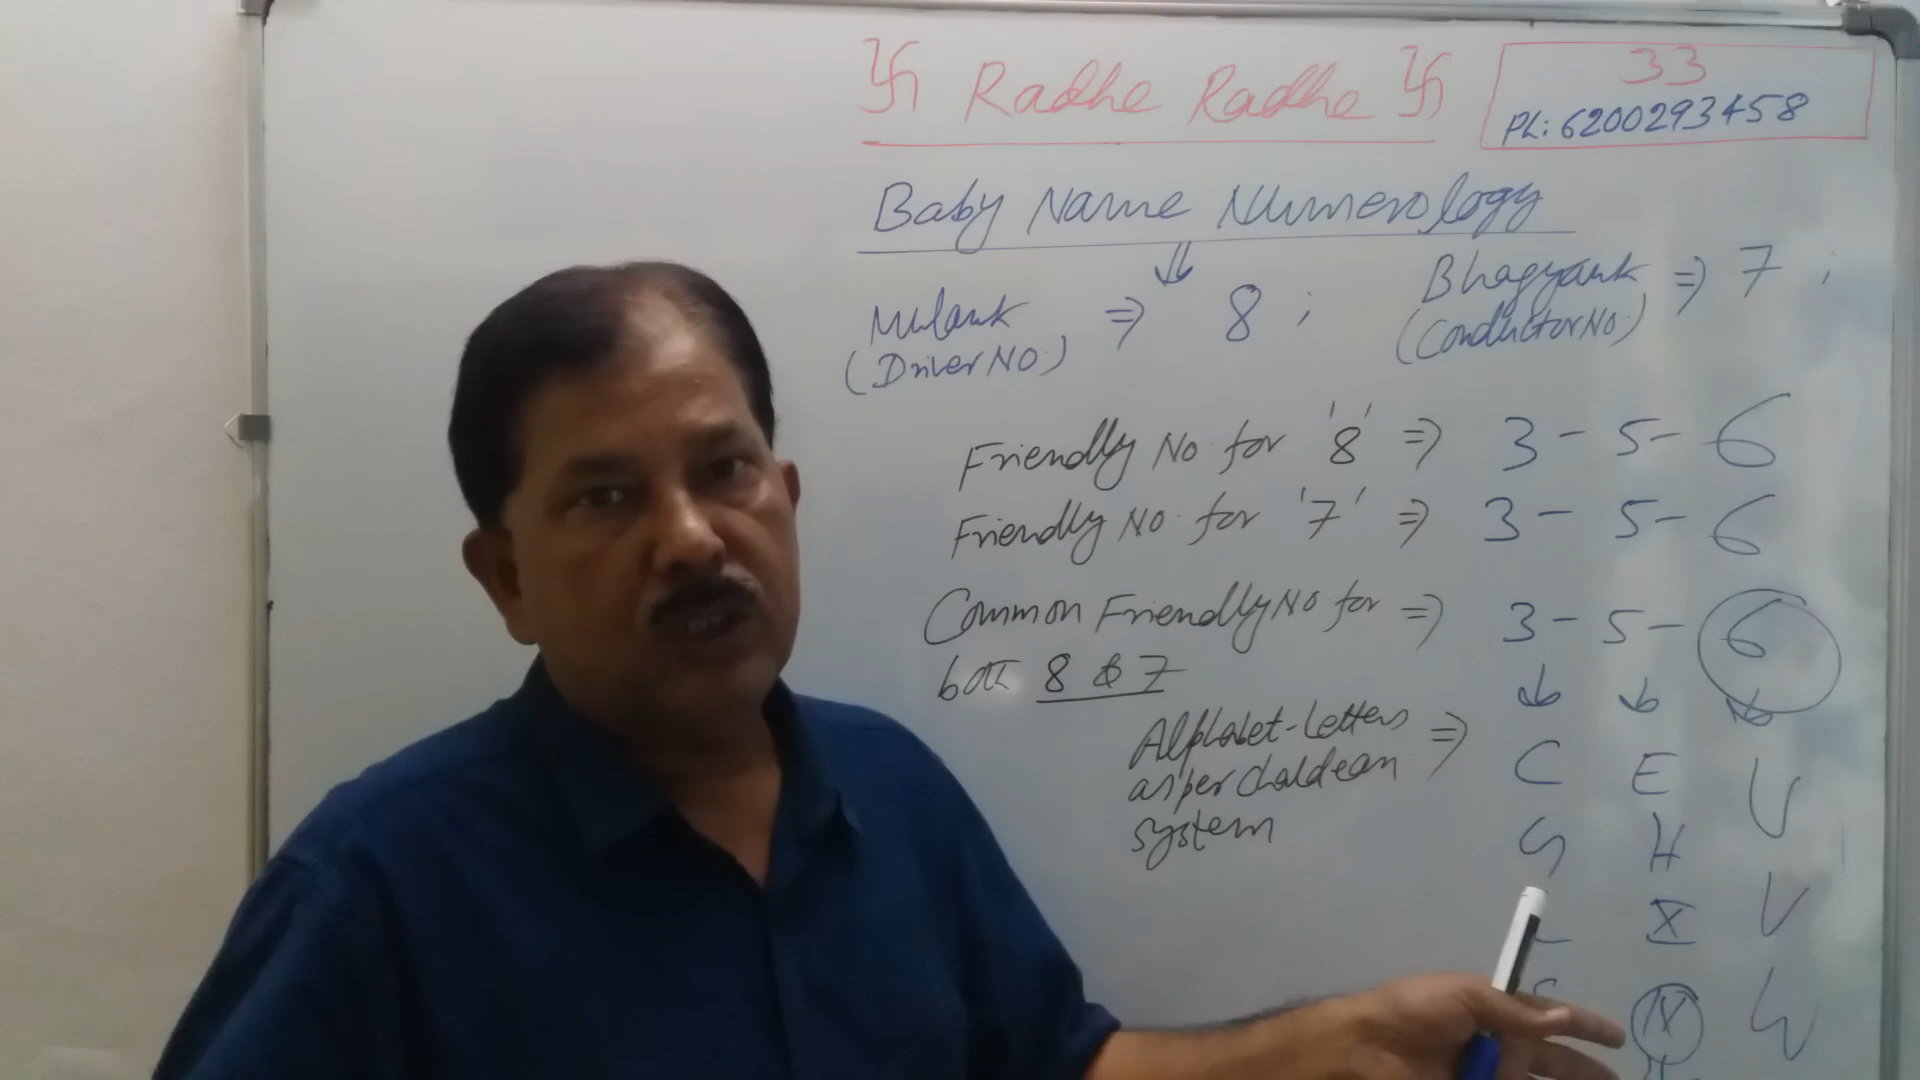 卐 Radhe Radhe 卐
33
Ph: 6200293458
Baby Name Numerology
Mulank ⇒ 8 ;
(Driver No.)
Bhagyank ⇒ 7 ;
(Conductor No)
Friendly No. for '8' ⇒ 3 - 5 - 6
Friendly No. for '7' ⇒ 3 - 5 - 6
Common Friendly No for ⇒ 3 - 5 - 6
both 8 & 7
Alphabet-Letters ⇒
as per chaldean
system
C E U
G H V
L X W
S N